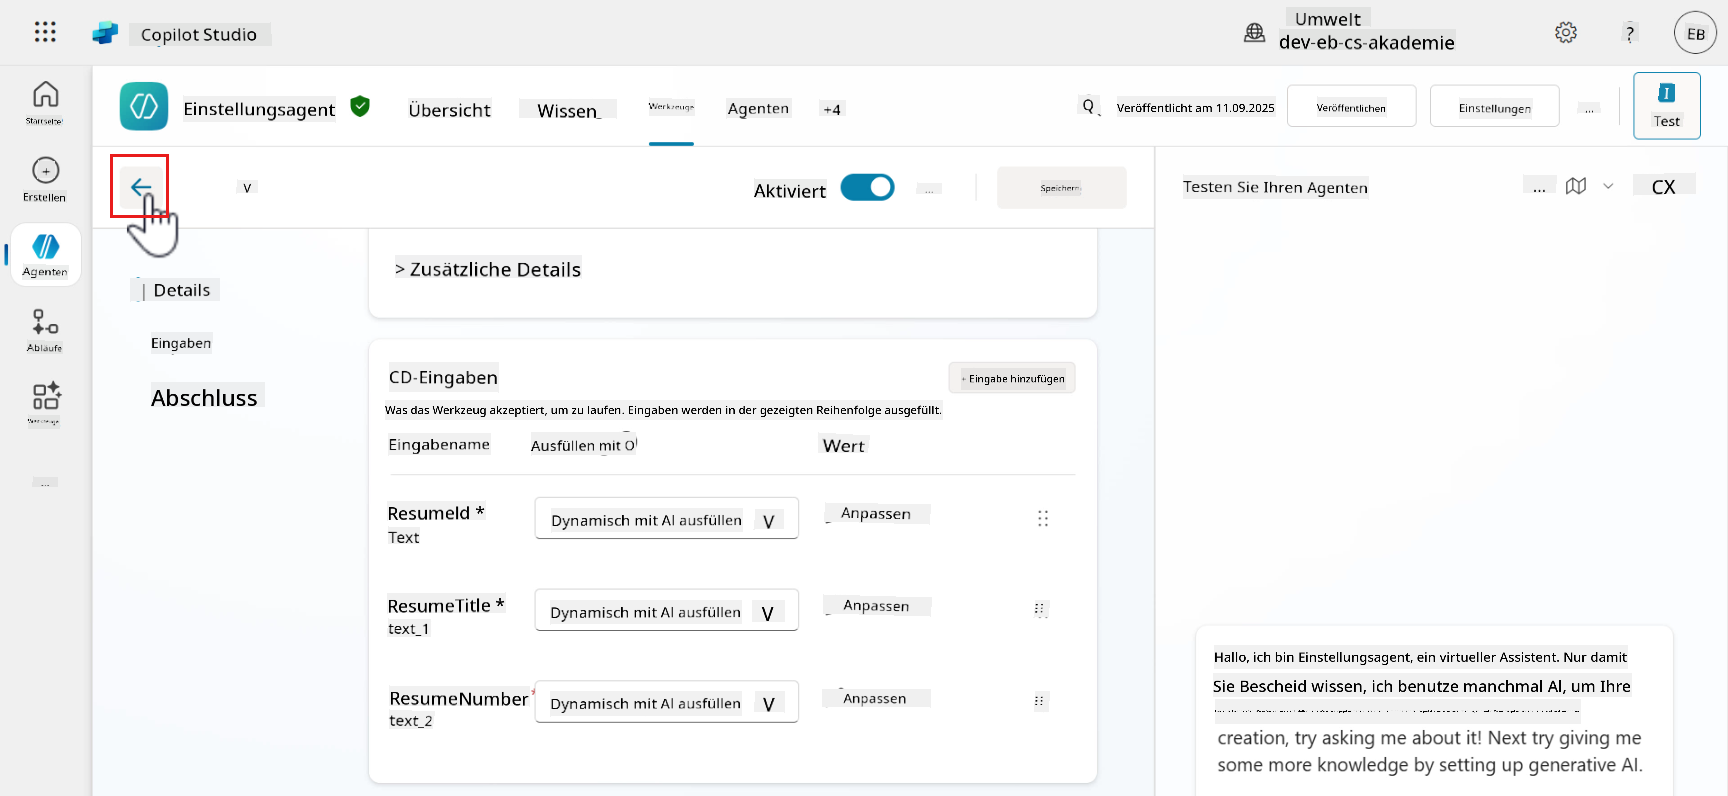 Copilot Studio
Umwelt
dev-eb-cs-akademie
?
EB
Startseite
Erstellen
Agenten
Abläufe
...
Einstellungsagent
Übersicht
Wissen
Werkzeuge
Agenten
+4
Veröffentlicht am 11.09.2025
Veröffentlichen
Einstellungen
...
Test
V
Aktiviert
...
Speichern
Testen Sie Ihren Agenten
...
CX
| Details
Eingaben
Abschluss
> Zusätzliche Details
CD-Eingaben
+ Eingabe hinzufügen
Was das Werkzeug akzeptiert, um zu laufen. Eingaben werden in der gezeigten Reihenfolge ausgefüllt.
Eingabename
Ausfüllen mit O
Wert
ResumeId *
Text
Dynamisch mit AI ausfüllen V
Anpassen
ResumeTitle *
text_1
Dynamisch mit AI ausfüllen V
Anpassen
ResumeNumber *
text_2
Dynamisch mit AI ausfüllen V
Anpassen
Hallo, ich bin Einstellungsagent, ein virtueller Assistent. Nur damit
Sie Bescheid wissen, ich benutze manchmal AI, um Ihre
creation, try asking me about it! Next try giving me
some more knowledge by setting up generative AI.